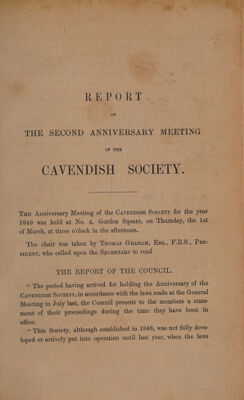 REPORT
OF
THE SECOND ANNIVERSARY MEETING
OF THE
CAVENDISH SOCIETY.
THE Anniversary Meeting of the CAVENDISH SOCIETY for the year
1849 was held at No. 4, Gordon Square, on Thursday, the 1st
of March, at three o'clock in the afternoon.
The chair was taken by THOMAS GRAHAM, ESQ., F.R.S., PRE-
SIDENT, who called upon the SECRETARY to read
THE REPORT OF THE COUNCIL.
"The period having arrived for holding the Anniversary of the
CAVENDISH SOCIETY, in accordance with the laws made at the General
Meeting in July last, the Council present to the members a state-
ment of their proceedings during the time they have been in
office.
"This Society, although established in 1846, was not fully deve-
loped or actively put into operation until last year, when the laws